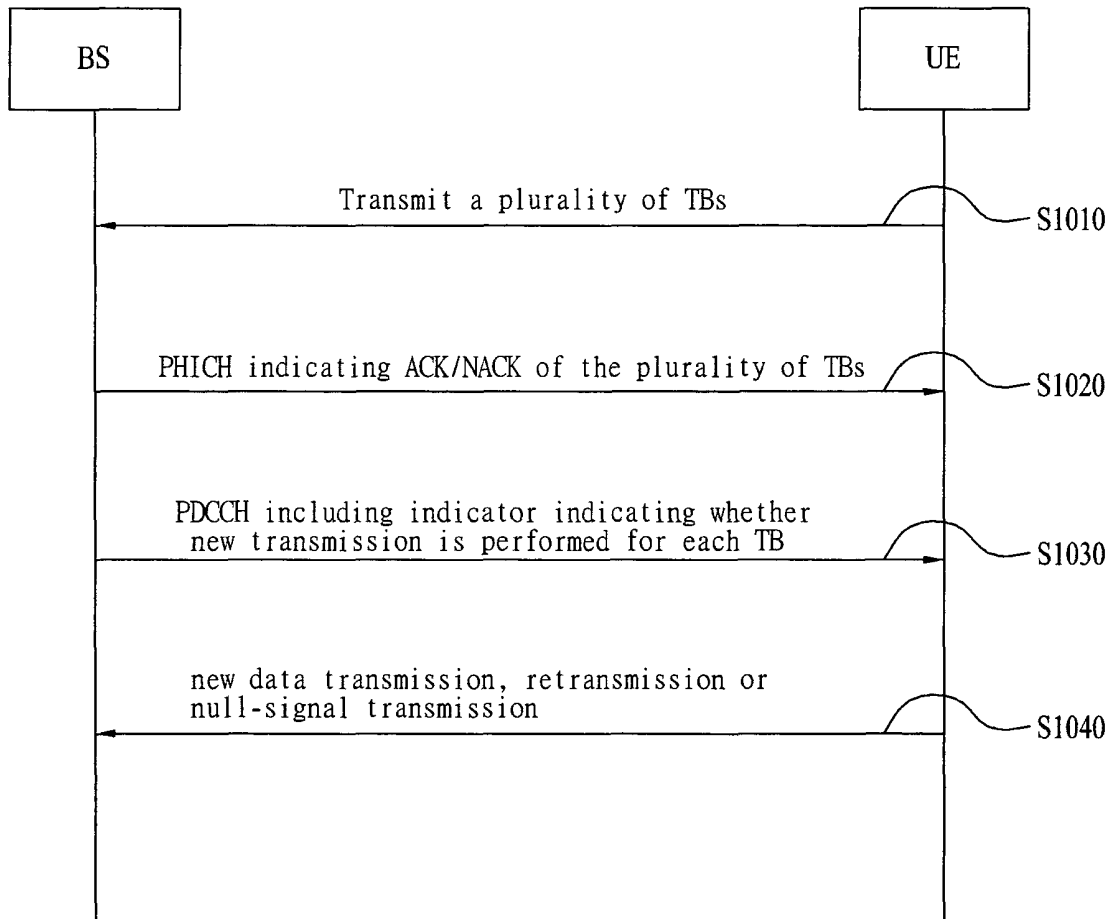 BS
UE
Transmit a plurality of TBs
S1010
PHICH indicating ACK/NACK of the plurality of TBs
S1020
PDCCH including indicator indicating whether
new transmission is performed for each TB
S1030
new data transmission, retransmission or
null-signal transmission
S1040